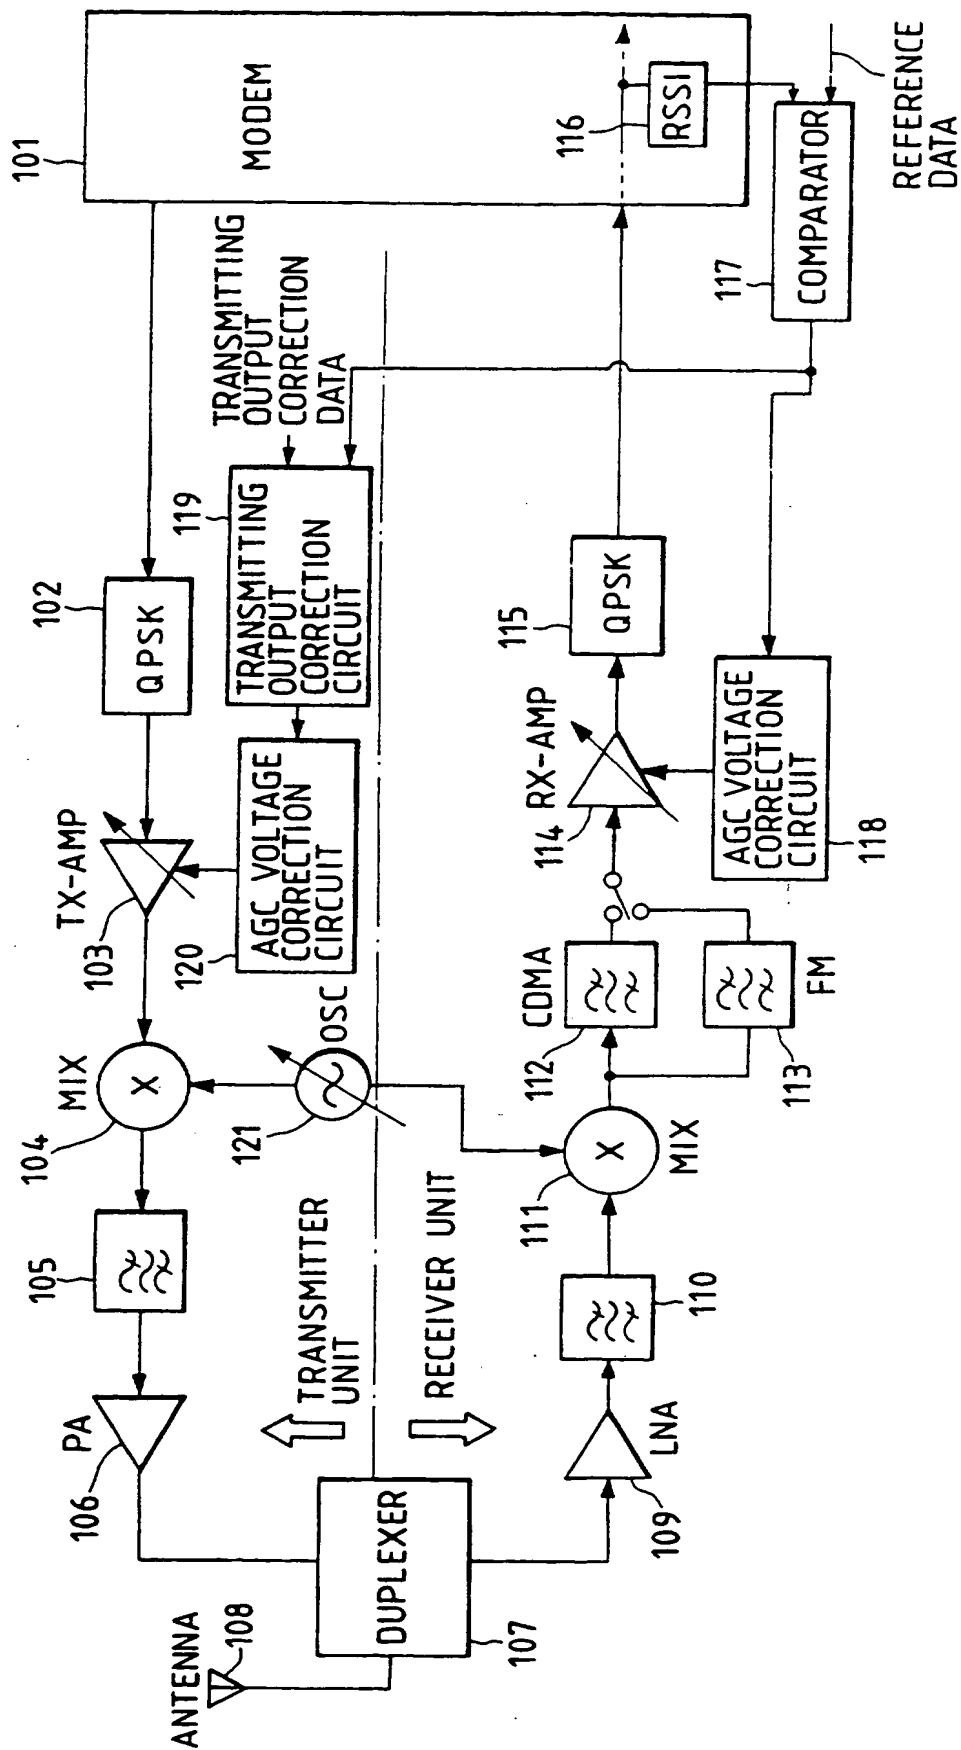 ANTENNA
108
DUPLEXER
107
PA
106
105
MIX
X
104
TX-AMP
103
QPSK
102
MODEM
101
TRANSMITTER
UNIT
RECEIVER UNIT
OSC
121
AGC VOLTAGE
CORRECTION
CIRCUIT
120
TRANSMITTING
OUTPUT
CORRECTION
CIRCUIT
119
TRANSMITTING
OUTPUT
CORRECTION
DATA
LNA
109
110
MIX
X
111
CDMA
112
FM
113
RX-AMP
114
QPSK
115
RSSI
116
AGC VOLTAGE
CORRECTION
CIRCUIT
118
COMPARATOR
117
REFERENCE
DATA